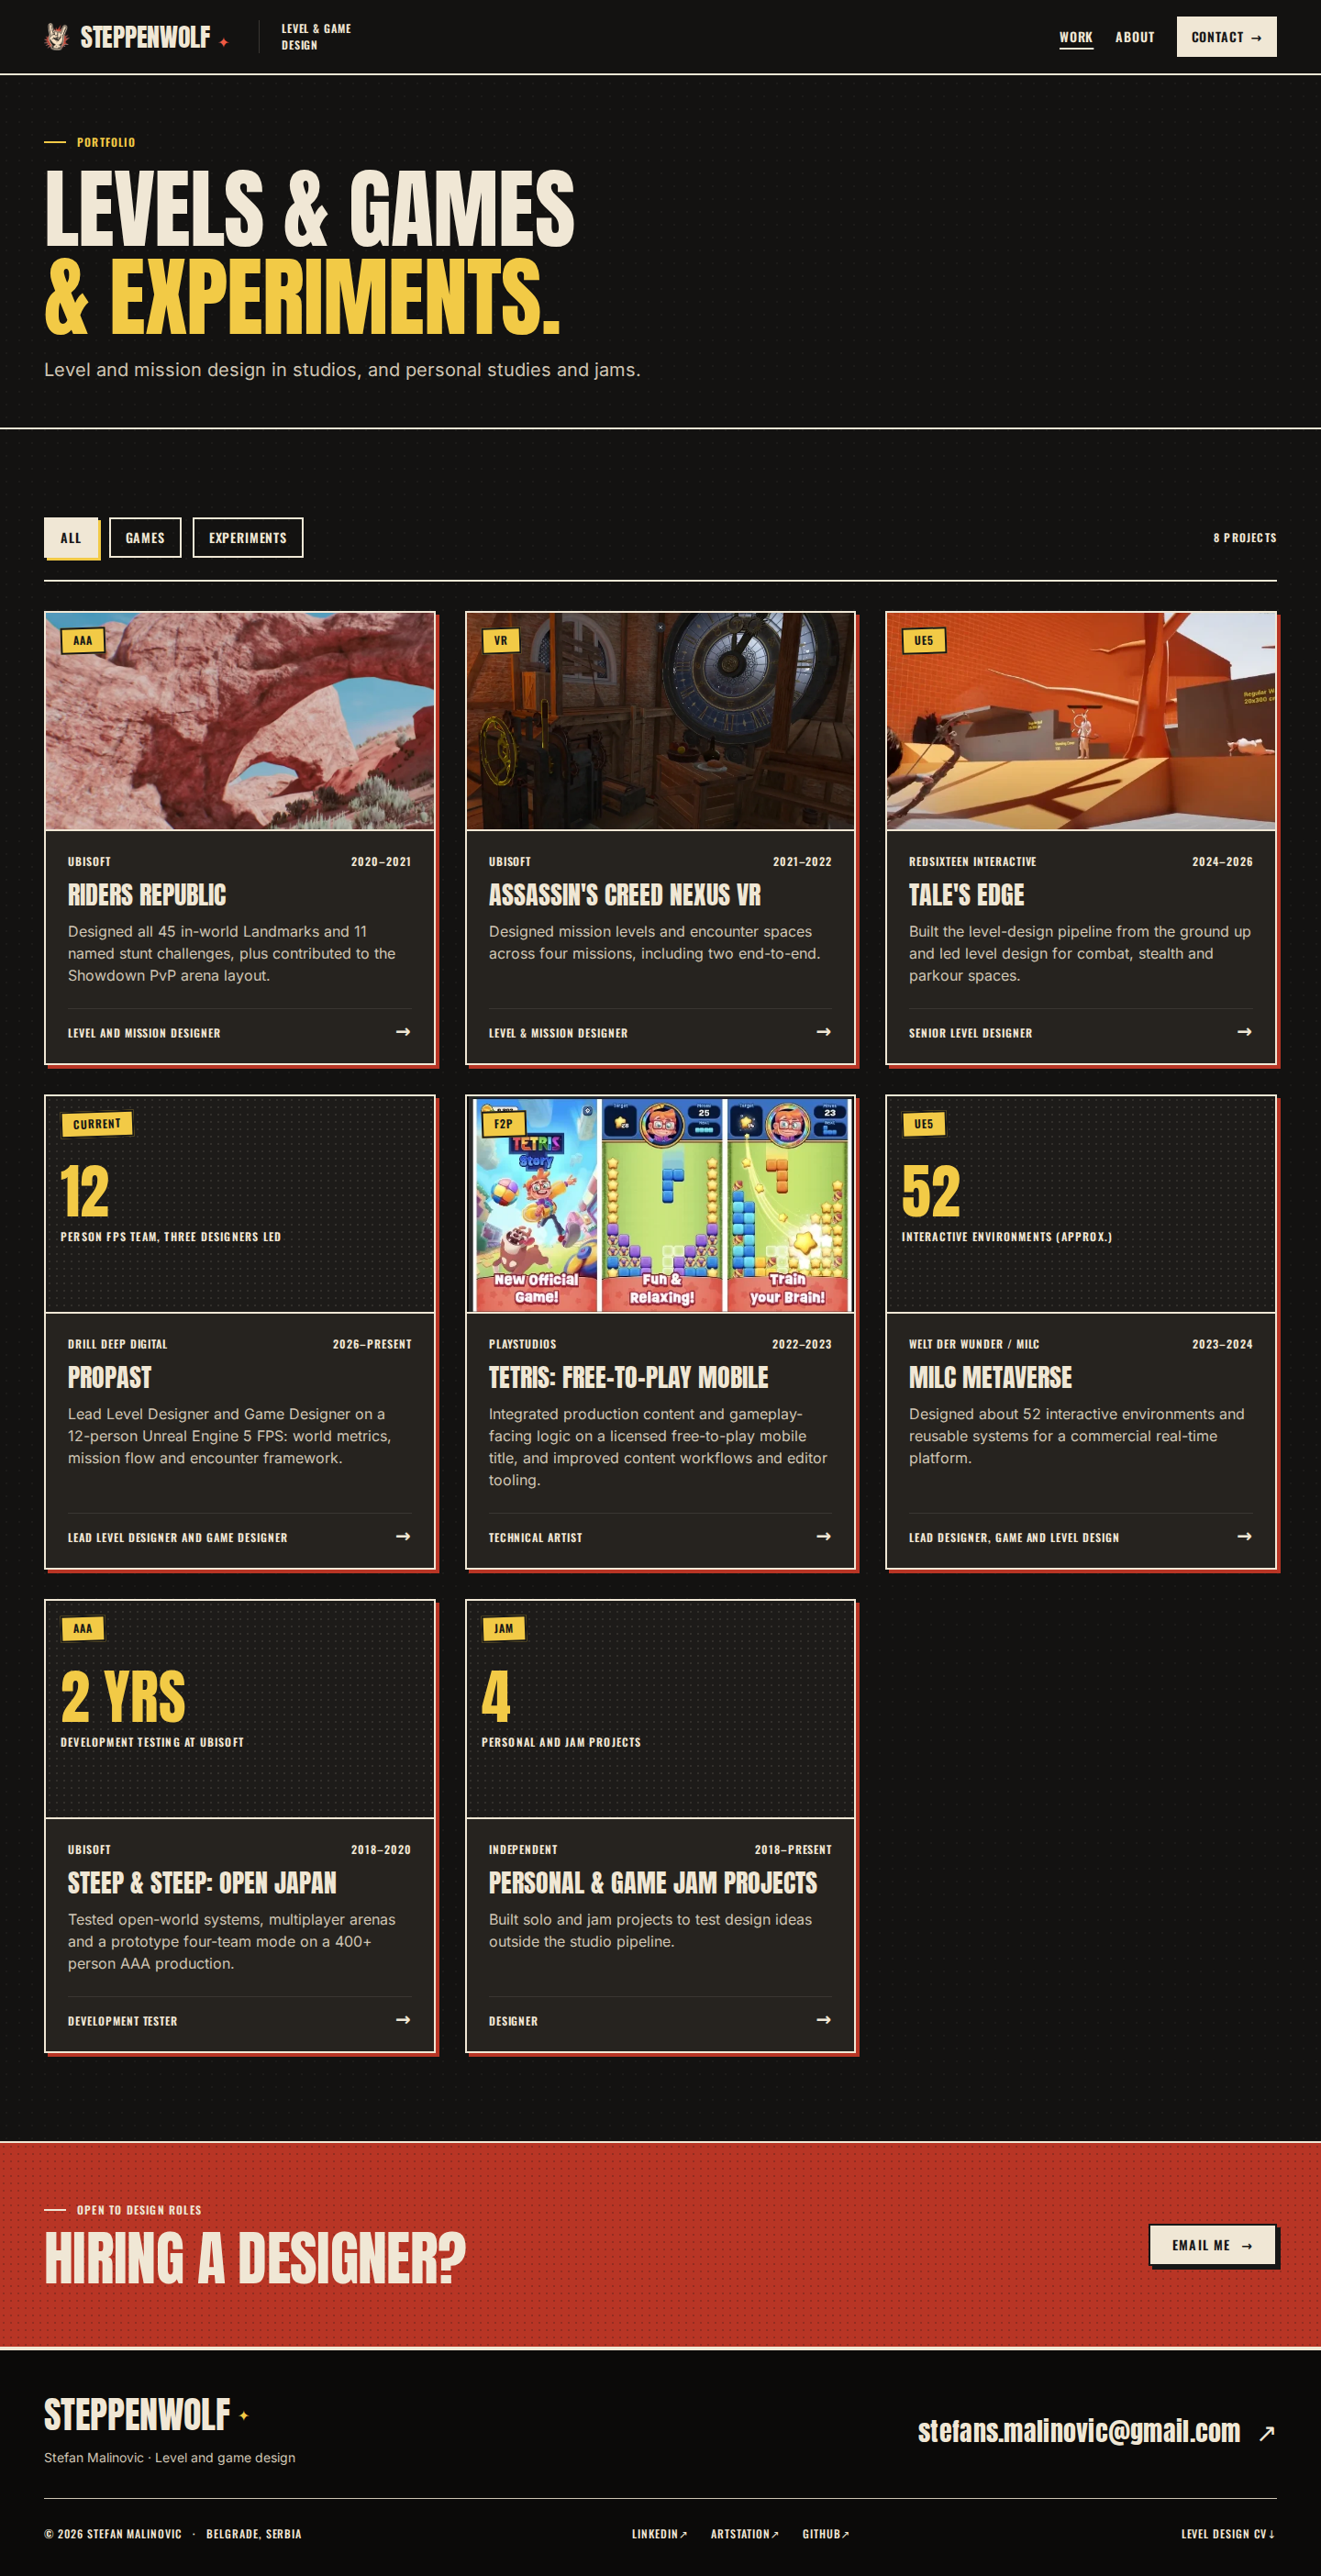 STEPPENWOLF
LEVEL & GAME
DESIGN
WORK
ABOUT
CONTACT →
PORTFOLIO
LEVELS & GAMES
& EXPERIMENTS.
Level and mission design in studios, and personal studies and jams.
ALL
GAMES
EXPERIMENTS
8 PROJECTS
AAA
UBISOFT
2020–2021
RIDERS REPUBLIC
Designed all 45 in-world Landmarks and 11
named stunt challenges, plus contributed to the
Showdown PvP arena layout.
LEVEL AND MISSION DESIGNER →
VR
UBISOFT
2021–2022
ASSASSIN'S CREED NEXUS VR
Designed mission levels and encounter spaces
across four missions, including two end-to-end.
LEVEL & MISSION DESIGNER →
UE5
REDSIXTEEN INTERACTIVE
2024–2026
TALE'S EDGE
Built the level-design pipeline from the ground up
and led level design for combat, stealth and
parkour spaces.
SENIOR LEVEL DESIGNER →
CURRENT
12
PERSON FPS TEAM, THREE DESIGNERS LED
DRILL DEEP DIGITAL
2026–PRESENT
PROPAST
Lead Level Designer and Game Designer on a
12-person Unreal Engine 5 FPS: world metrics,
mission flow and encounter framework.
LEAD LEVEL DESIGNER AND GAME DESIGNER →
F2P
TETRIS
Story
New Official
Game!
25
Fun &
Relaxing!
23
Train
your Brain!
PLAYSTUDIOS
2022–2023
TETRIS: FREE-TO-PLAY MOBILE
Integrated production content and gameplay-
facing logic on a licensed free-to-play mobile
title, and improved content workflows and editor
tooling.
TECHNICAL ARTIST →
UE5
52
INTERACTIVE ENVIRONMENTS (APPROX.)
WELT DER WUNDER / MILC
2023–2024
MILC METAVERSE
Designed about 52 interactive environments and
reusable systems for a commercial real-time
platform.
LEAD DESIGNER, GAME AND LEVEL DESIGN →
AAA
2 YRS
DEVELOPMENT TESTING AT UBISOFT
UBISOFT
2018–2020
STEEP & STEEP: OPEN JAPAN
Tested open-world systems, multiplayer arenas
and a prototype four-team mode on a 400+
person AAA production.
DEVELOPMENT TESTER →
JAM
4
PERSONAL AND JAM PROJECTS
INDEPENDENT
2018–PRESENT
PERSONAL & GAME JAM PROJECTS
Built solo and jam projects to test design ideas
outside the studio pipeline.
DESIGNER →
OPEN TO DESIGN ROLES
HIRING A DESIGNER?
EMAIL ME →
STEPPENWOLF
Stefan Malinovic · Level and game design
stefans.malinovic@gmail.com ↗
© 2026 STEFAN MALINOVIC · BELGRADE, SERBIA
LINKEDIN↗
ARTSTATION↗
GITHUB↗
LEVEL DESIGN CV↓